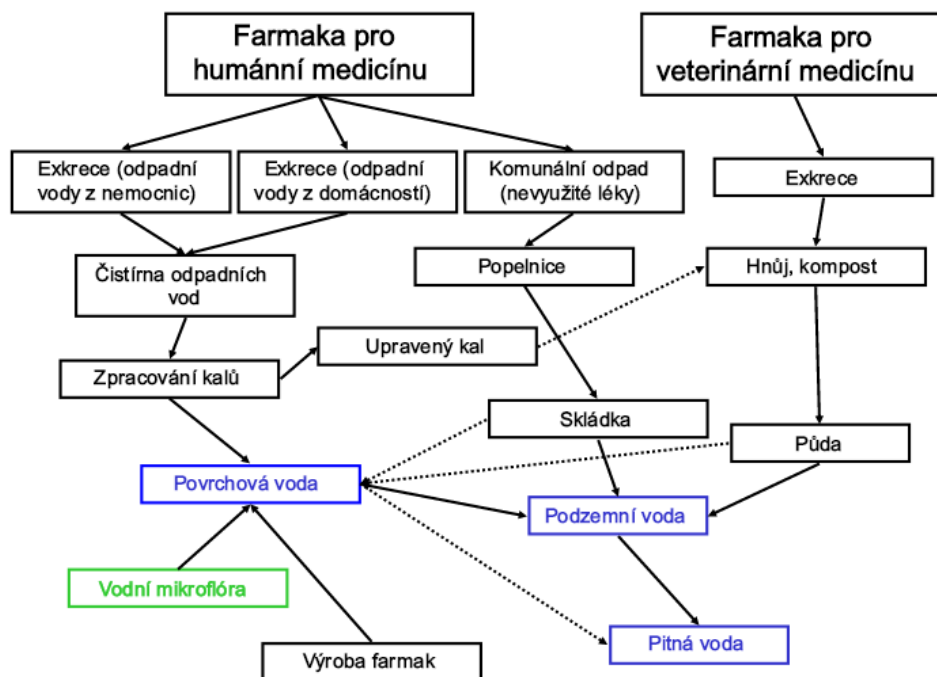 Farmaka pro
humánní medicínu
Farmaka pro
veterinární medicínu
Exkrece (odpadní
vody z nemocnic)
Exkrece (odpadní
vody z domácností)
Komunální odpad
(nevyužité léky)
Exkrece
Čistírna odpadních
vod
Popelnice
Hnůj, kompost
Upravený kal
Zpracování kalů
Skládka
Půda
Povrchová voda
Podzemní voda
Vodní mikroflóra
Pitná voda
Výroba farmak